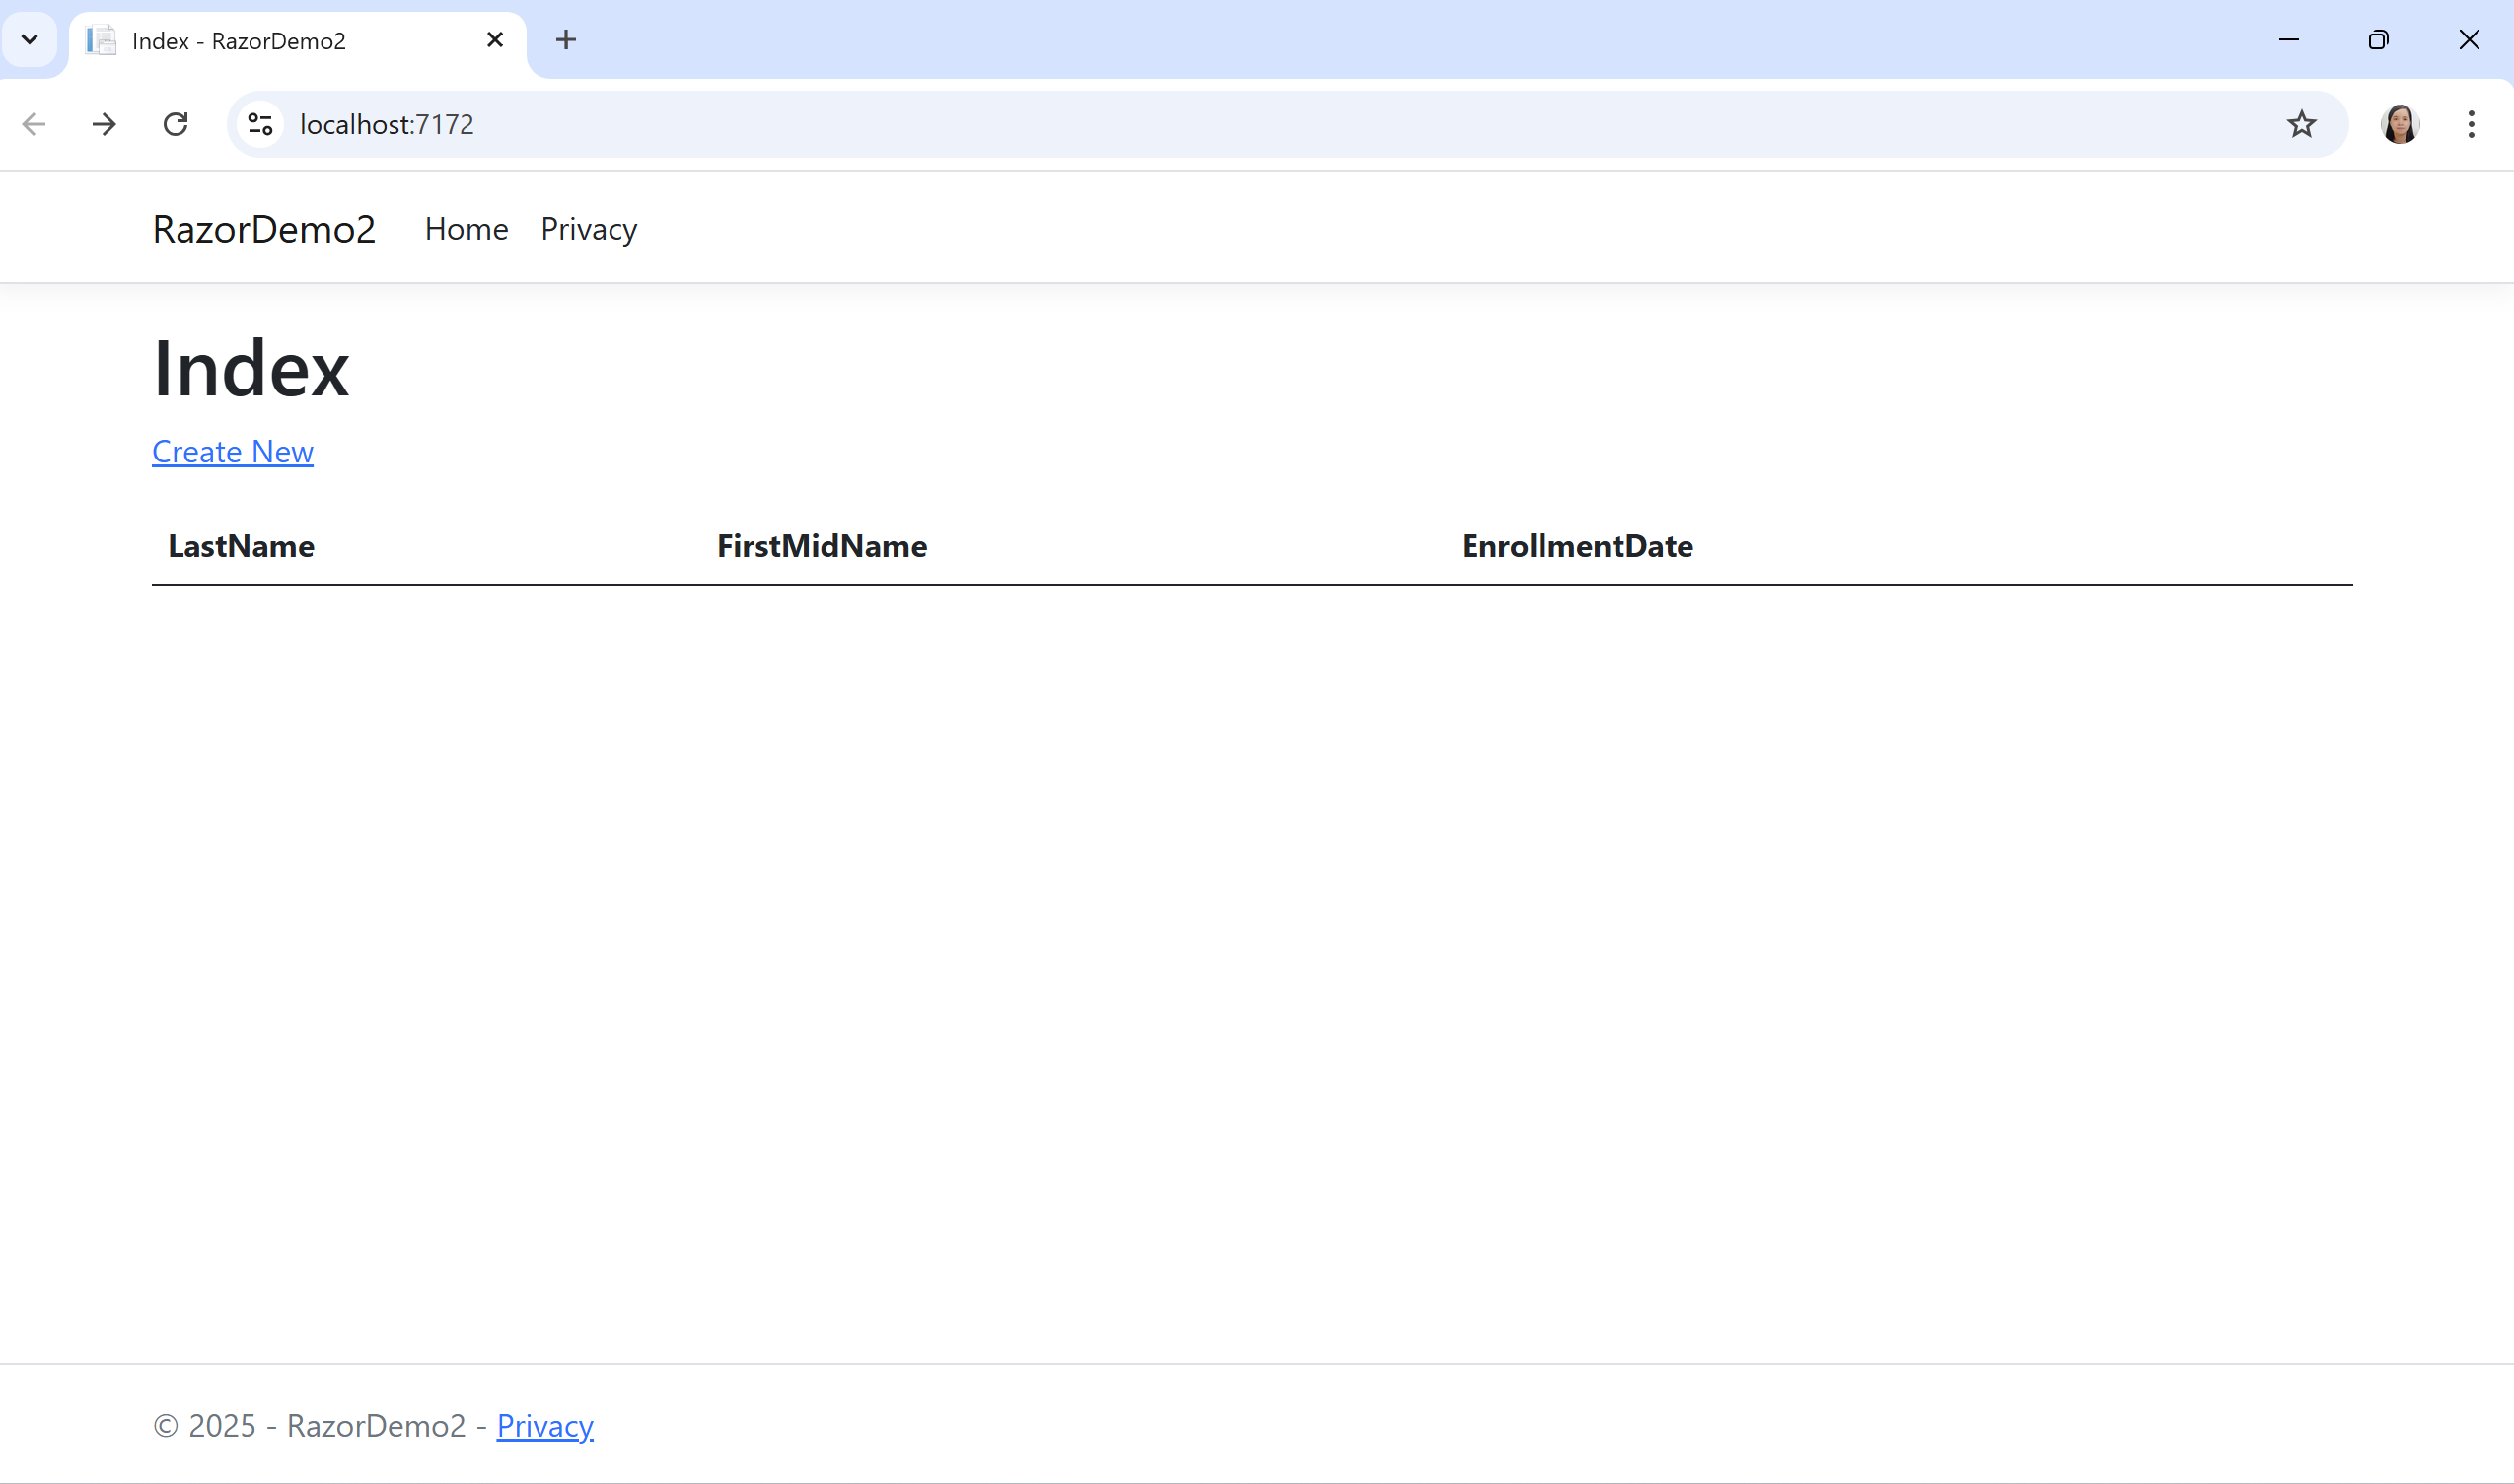 Index - RazorDemo2
localhost:7172
RazorDemo2 Home Privacy
Index
Create New
LastName FirstMidName EnrollmentDate
© 2025 - RazorDemo2 - Privacy